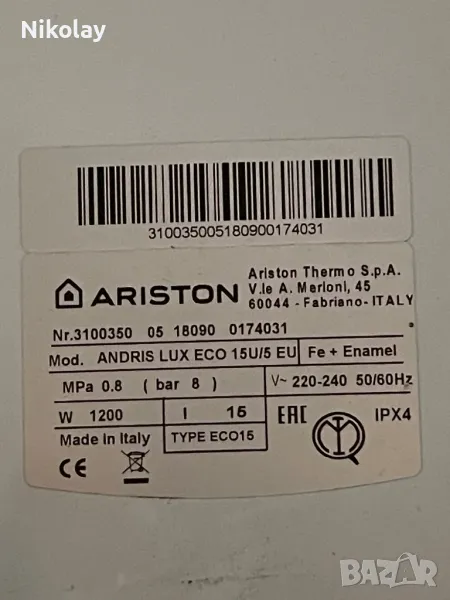 Nikolay
310035005180900174031
ARISTON
Ariston Thermo S.p.A.
V.le A. Merloni, 45
60044 - Fabriano- ITALY
Nr.3100350 05 18090 0174031
Mod. ANDRIS LUX ECO 15U/5 EU Fe + Enamel
MPa 0.8 ( bar 8 ) V~ 220-240 50/60Hz
W 1200 l 15
EAC IPX4
Made in Italy TYPE ECO15
CE
BAZAR.bg